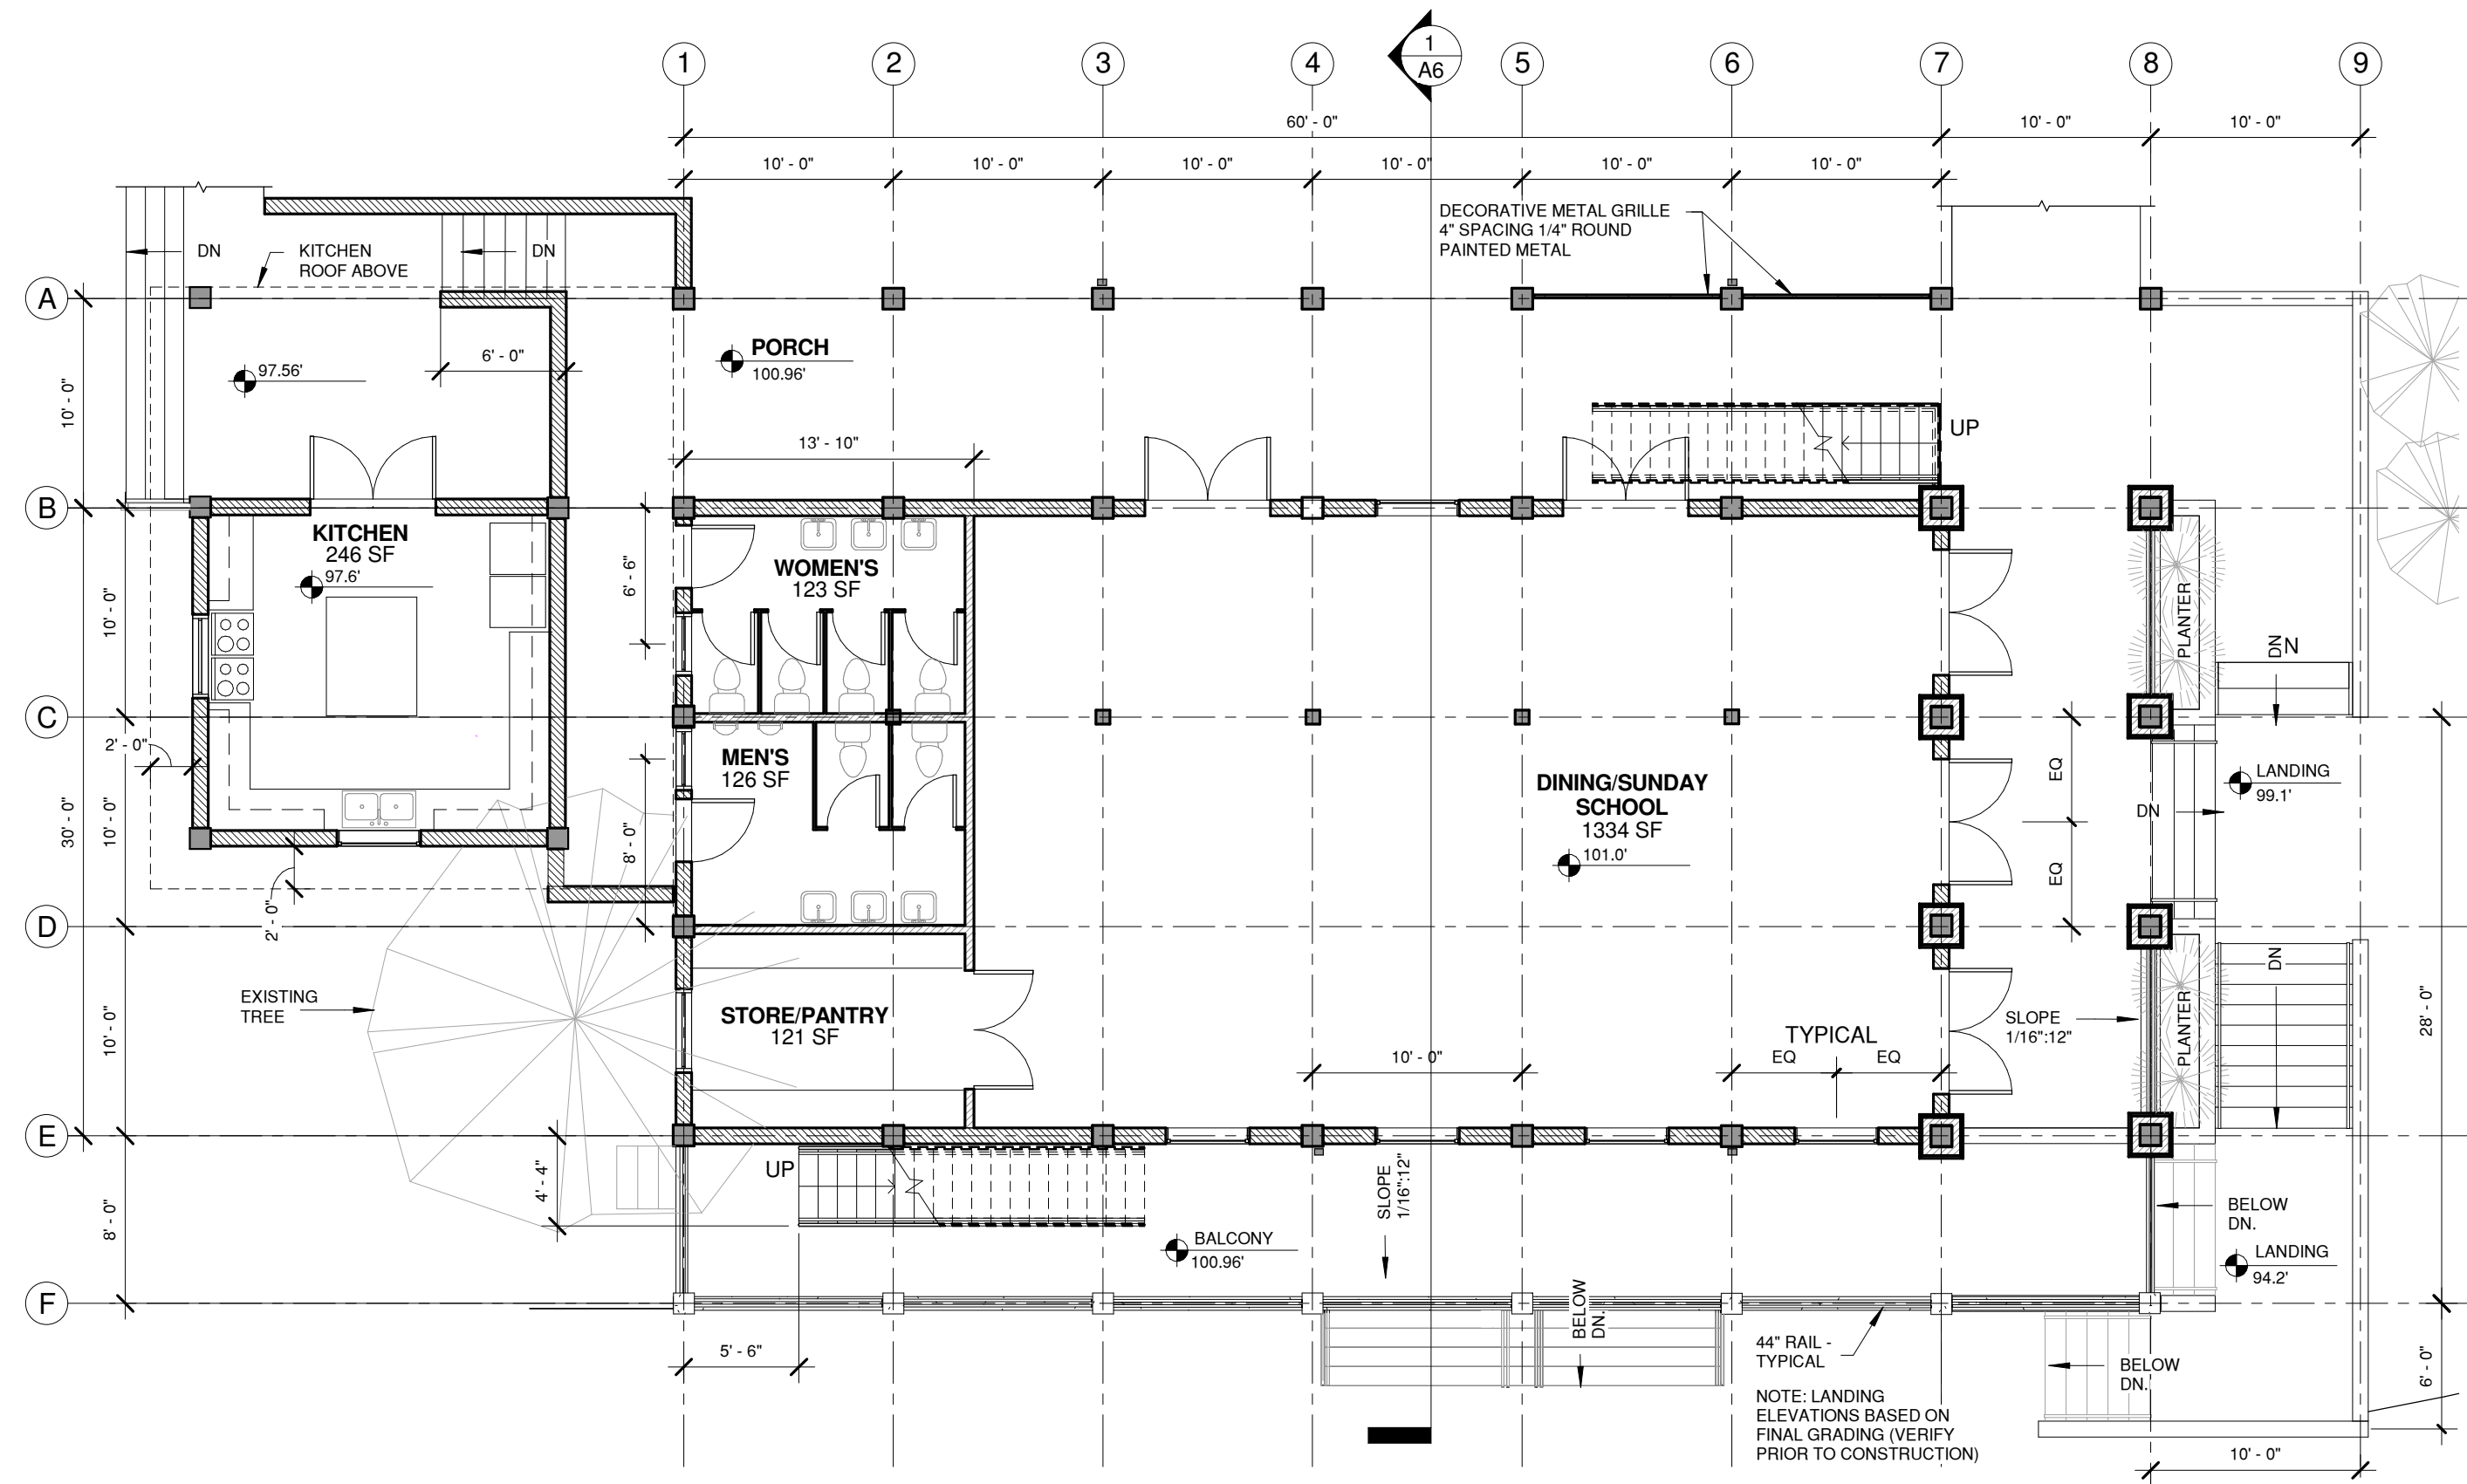 1
A6
1
2
3
4
5
6
7
8
9
60' - 0"
10' - 0"
10' - 0"
10' - 0"
10' - 0"
10' - 0"
10' - 0"
10' - 0"
10' - 0"
DECORATIVE METAL GRILLE
4" SPACING 1/4" ROUND
PAINTED METAL
DN
KITCHEN
ROOF ABOVE
DN
A
PORCH
100.96'
6' - 0"
97.56'
10' - 0"
13' - 10"
UP
B
KITCHEN
246 SF
97.6'
10' - 0"
6' - 6"
WOMEN'S
123 SF
PLANTER
DN
N
C
2' - 0"
MEN'S
126 SF
DINING/SUNDAY
SCHOOL
1334 SF
101.0'
EQ
EQ
LANDING
99.1'
DN
30' - 0"
10' - 0"
8' - 0"
2' - 0"
D
EXISTING
TREE
10' - 0"
STORE/PANTRY
121 SF
DN
PLANTER
SLOPE
1/16":12"
28' - 0"
TYPICAL
EQ
EQ
10' - 0"
E
UP
4' - 4"
8' - 0"
SLOPE
1/16":12"
BALCONY
100.96'
BELOW
DN.
LANDING
94.2'
F
BELOW
DN.
5' - 6"
44" RAIL -
TYPICAL
BELOW
DN.
6' - 0"
NOTE: LANDING
ELEVATIONS BASED ON
FINAL GRADING (VERIFY
PRIOR TO CONSTRUCTION)
10' - 0"